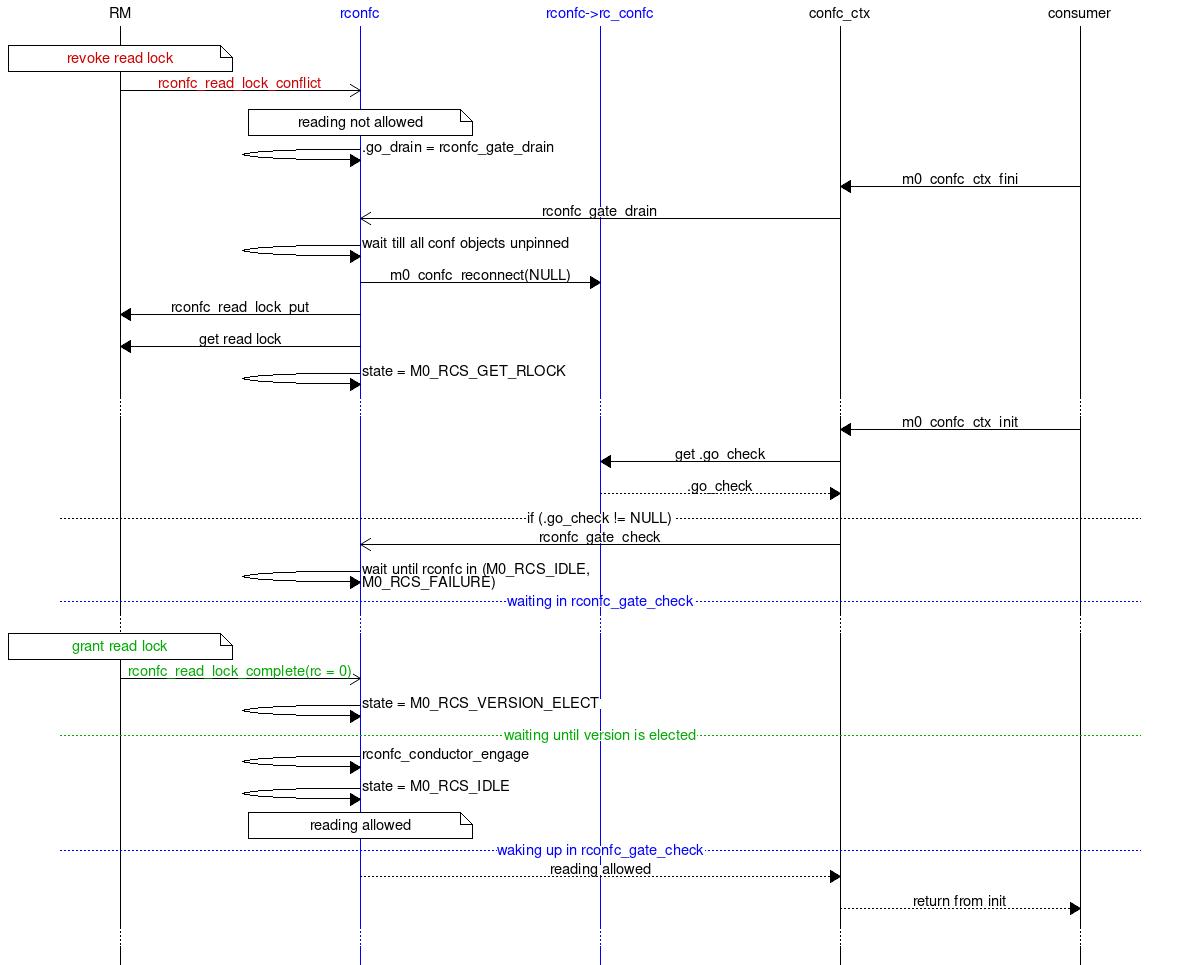 RM
rconfc
rconfc->rc_confc
confc_ctx
consumer
revoke read lock
rconfc_read_lock_conflict
reading not allowed
.go_drain = rconfc_gate_drain
m0_confc_ctx_fini
rconfc_gate_drain
wait till all conf objects unpinned
m0_confc_reconnect(NULL)
rconfc_read_lock_put
get read lock
state = M0_RCS_GET_RLOCK
m0_confc_ctx_init
get .go_check
.go_check
if (.go_check != NULL)
rconfc_gate_check
wait until rconfc in (M0_RCS_IDLE,
M0_RCS_FAILURE)
waiting in rconfc_gate_check
grant read lock
rconfc_read_lock_complete(rc = 0)
state = M0_RCS_VERSION_ELECT
waiting until version is elected
rconfc_conductor_engage
state = M0_RCS_IDLE
reading allowed
waking up in rconfc_gate_check
reading allowed
return from init